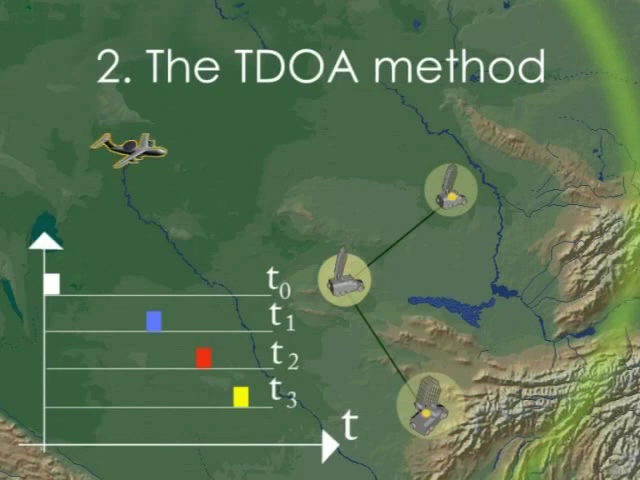 2. The TDOA method
t₀
t₁
t₂
t₃
t